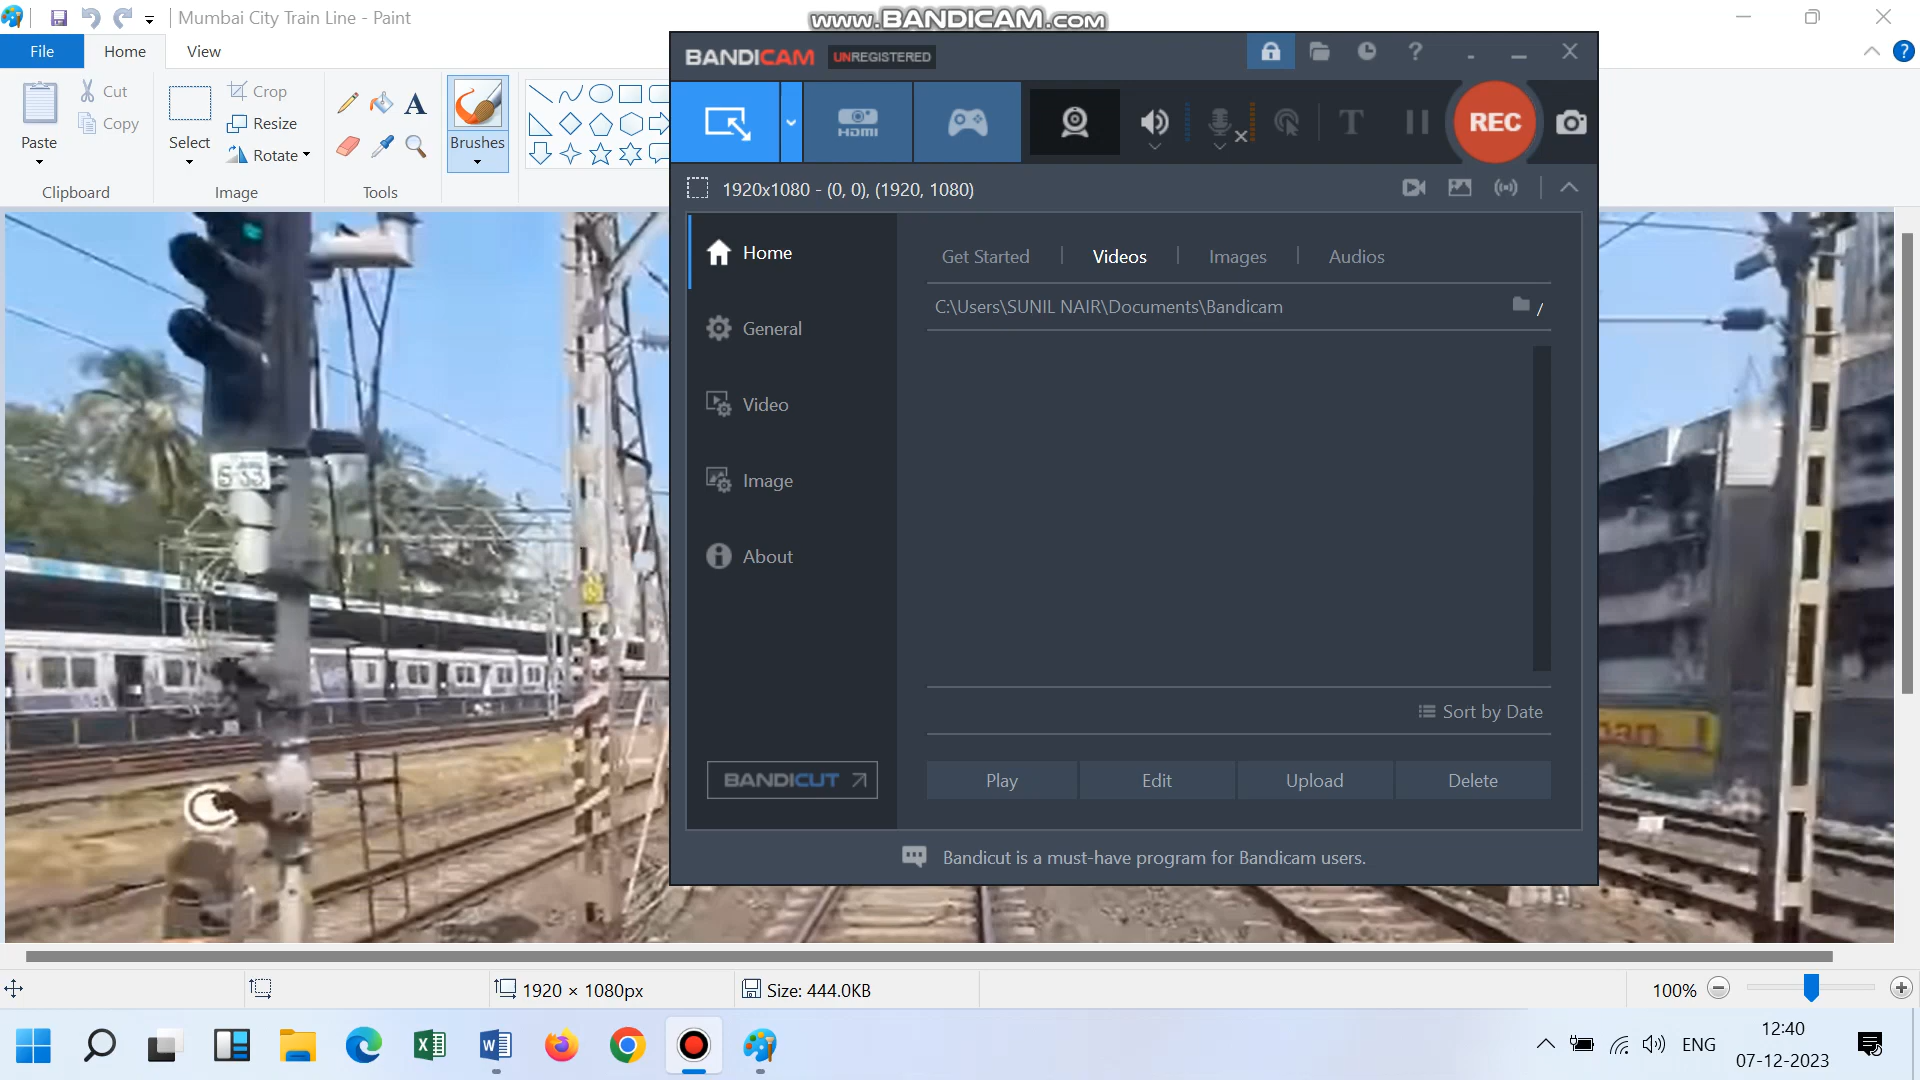 www.BANDICAM.com
Mumbai City Train Line - Paint
File
Home
View
Paste
Cut
Copy
Clipboard
Select
Crop
Resize
Rotate
Image
A
Tools
Brushes
BANDICAM UNREGISTERED
?
HDMI
T
REC
1920x1080 - (0, 0), (1920, 1080)
Home
General
Video
Image
About
Get Started
Videos
Images
Audios
C:\Users\SUNIL NAIR\Documents\Bandicam
/
Sort by Date
BANDICUT
Play
Edit
Upload
Delete
Bandicut is a must-have program for Bandicam users.
S-33
C
1920 × 1080px
Size: 444.0KB
100%
ENG
12:40
07-12-2023